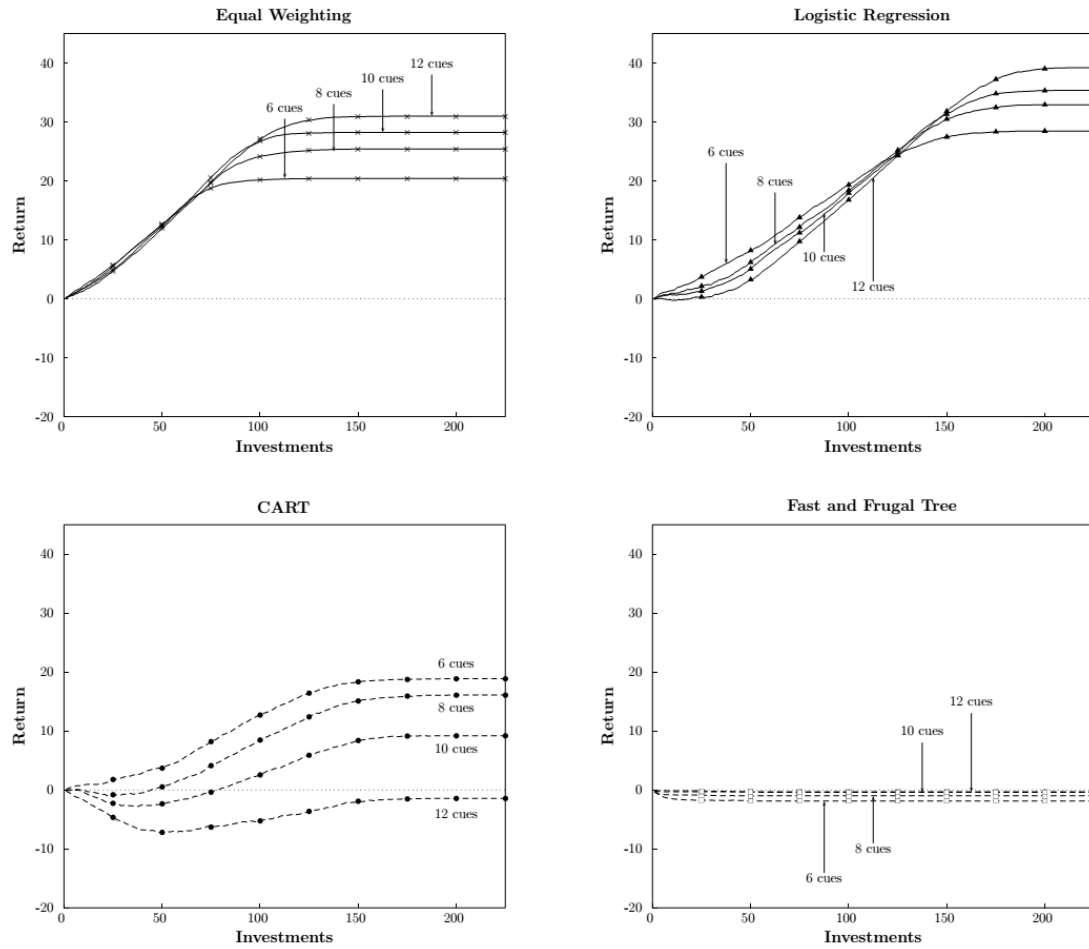 Equal Weighting
40
30
20
10
0
-10
-20
Return
6 cues
8 cues
10 cues
12 cues
0 50 100 150 200
Investments
Logistic Regression
40
30
20
10
0
-10
-20
Return
6 cues
8 cues
10 cues
12 cues
0 50 100 150 200
Investments
CART
40
30
20
10
0
-10
-20
Return
6 cues
8 cues
10 cues
12 cues
0 50 100 150 200
Investments
Fast and Frugal Tree
40
30
20
10
0
-10
-20
Return
12 cues
10 cues
8 cues
6 cues
0 50 100 150 200
Investments